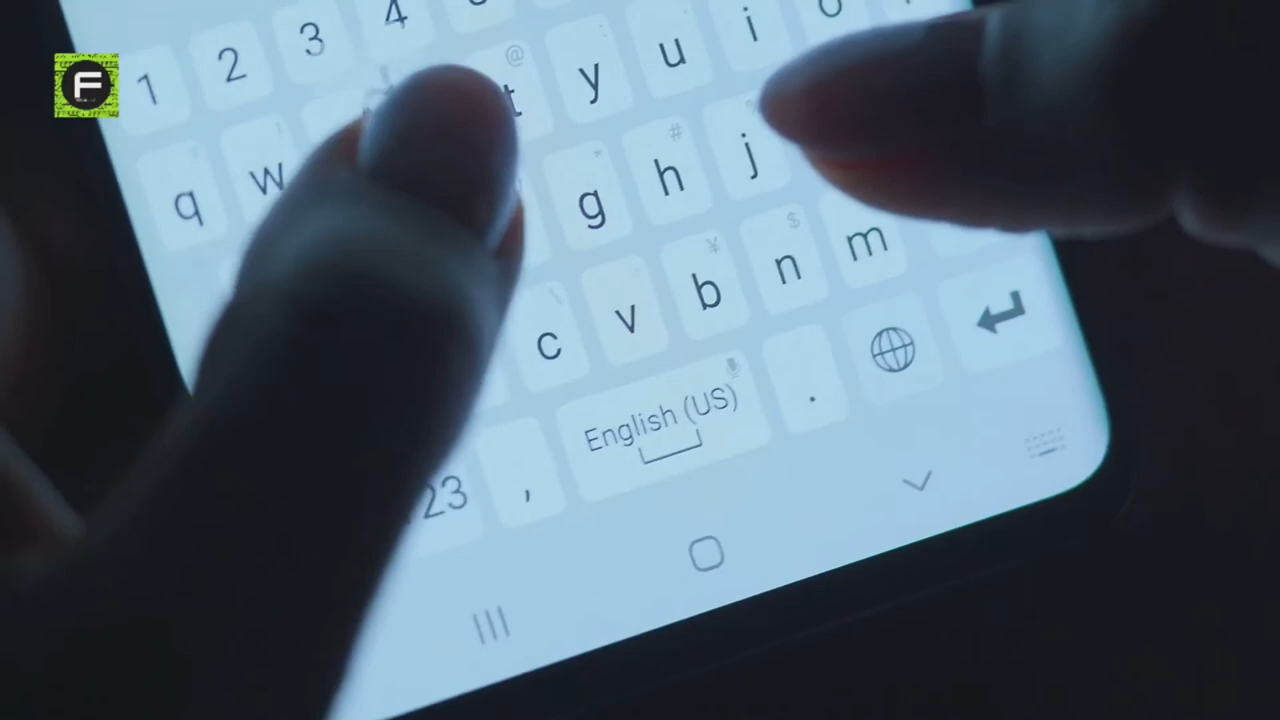 F
1 2 3 4
q w t y u i o
@
g h j
#
c v b n m
¥ $
23 , English (US) .